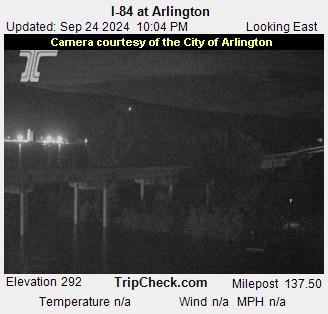 I-84 at Arlington
Updated: Sep 24 2024 10:04 PM Looking East
Camera courtesy of the City of Arlington
Elevation 292 TripCheck.com Milepost 137.50
Temperature n/a Wind n/a MPH n/a